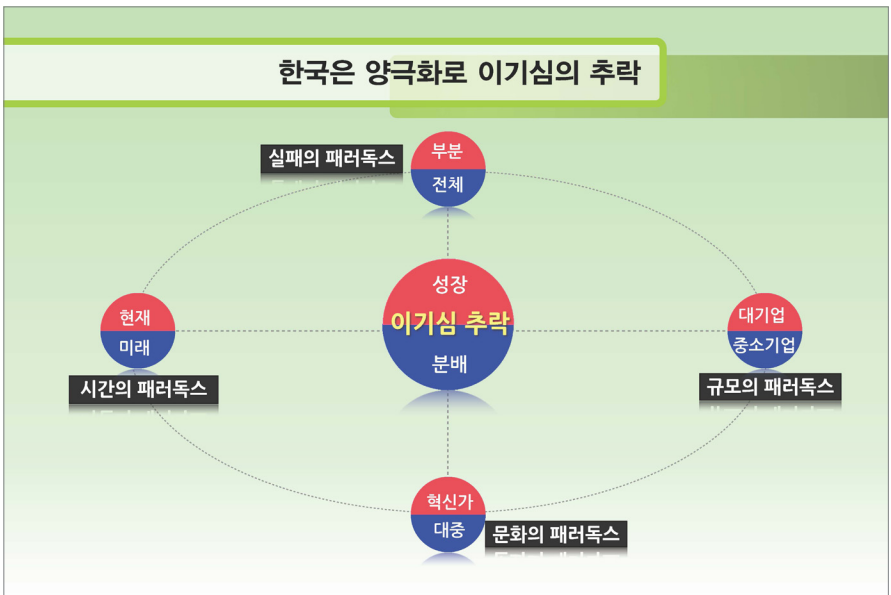 한국은 양극화로 이기심의 추락
실패의 패러독스
부분
전체
성장
이기심 추락
분배
현재
미래
시간의 패러독스
대기업
중소기업
규모의 패러독스
혁신가
대중
문화의 패러독스